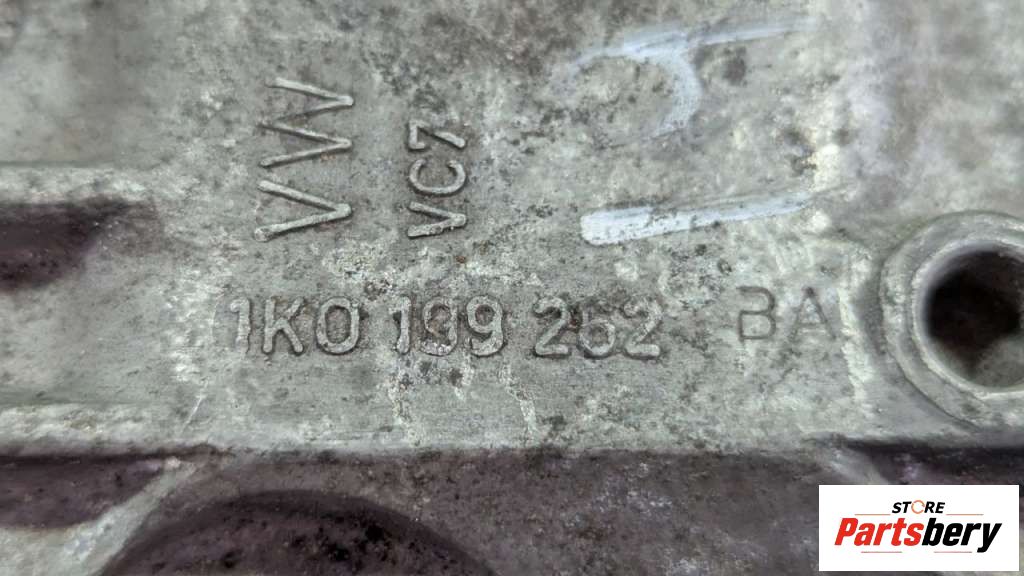 VW
VC7
1K0 199 262 BA
STORE
Partsbery